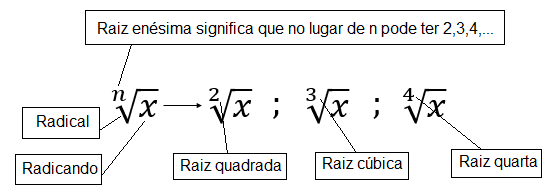 Raiz enésima significa que no lugar de n pode ter 2,3,4,...
ⁿ√x → ²√x ; ³√x ; ⁴√x
Radical
Radicando
Raiz quadrada
Raiz cúbica
Raiz quarta